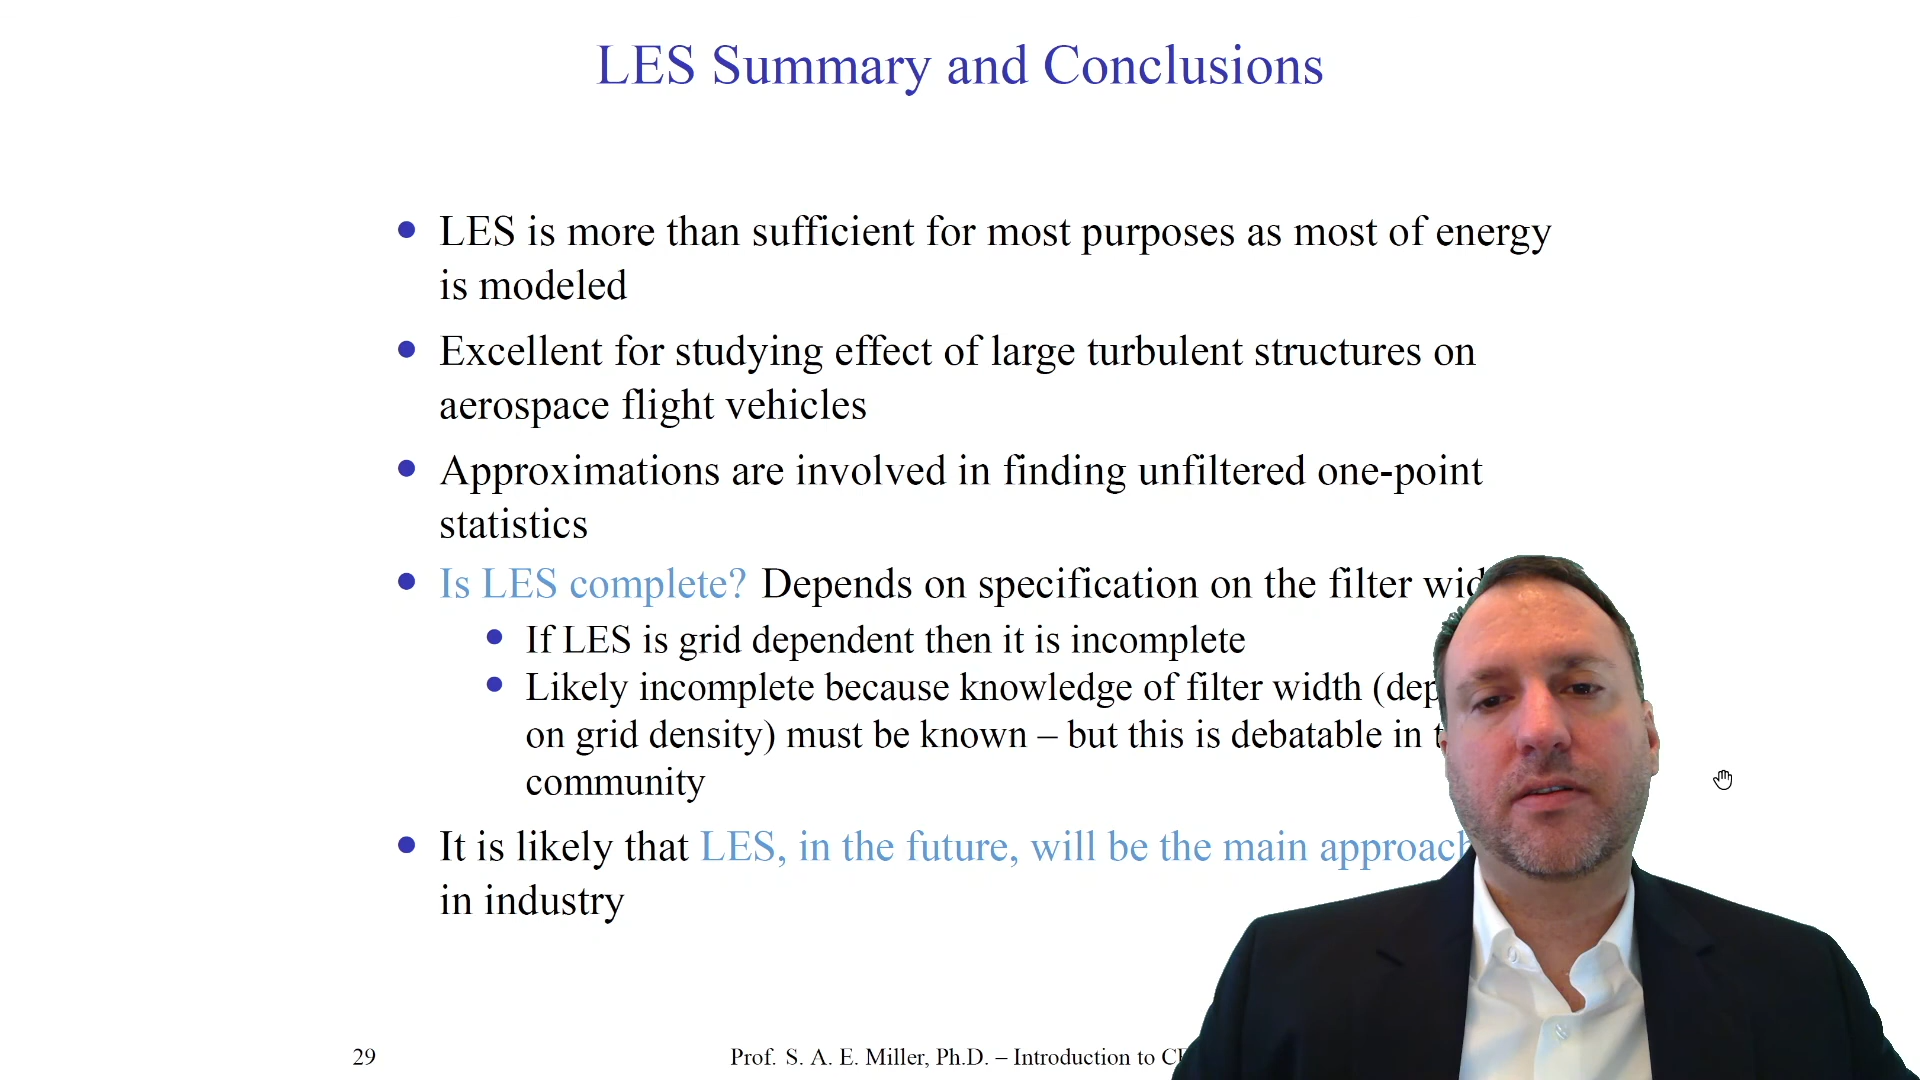 LES Summary and Conclusions
LES is more than sufficient for most purposes as most of energy
is modeled
Excellent for studying effect of large turbulent structures on
aerospace flight vehicles
Approximations are involved in finding unfiltered one-point
statistics
Is LES complete? Depends on specification on the filter
If LES is grid dependent then it is incomplete
Likely incomplete because knowledge of filter width
on grid density) must be known – but this is debatable in
community
It is likely that LES, in the future, will be the main approach
in industry
29
Prof. S. A. E. Miller, Ph.D. – Introduction to